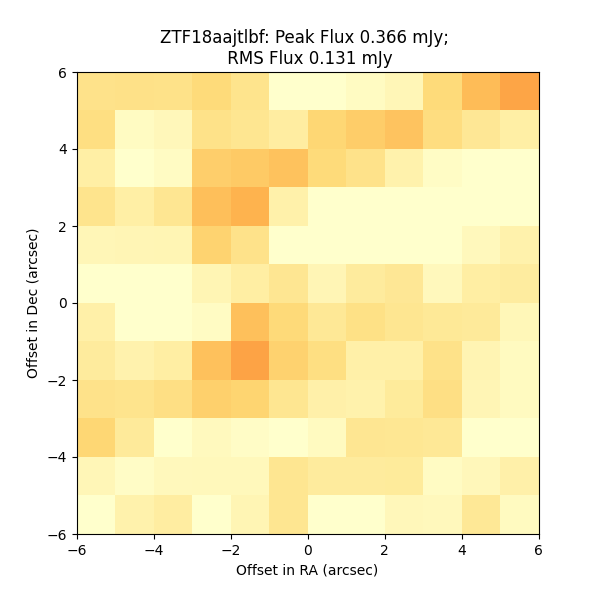 ZTF18aajtlbf: Peak Flux 0.366 mJy;
RMS Flux 0.131 mJy
6
4
2
0
−2
−4
−6
Offset in Dec (arcsec)
−6 −4 −2 0 2 4 6
Offset in RA (arcsec)